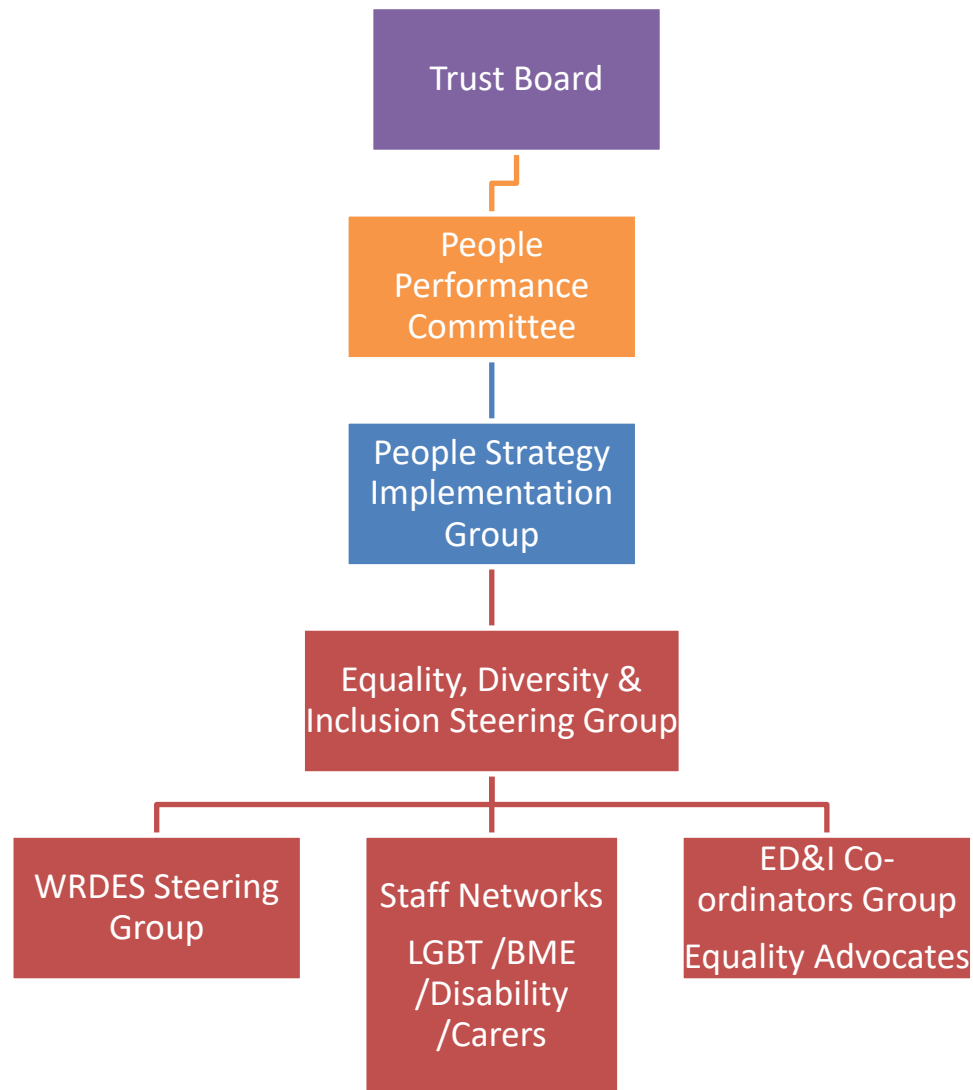 Trust Board
People
Performance
Committee
People Strategy
Implementation
Group
Equality, Diversity &
Inclusion Steering Group
WRDES Steering
Group
Staff Networks
LGBT /BME
/Disability
/Carers
ED&I Co-
ordinators Group
Equality Advocates